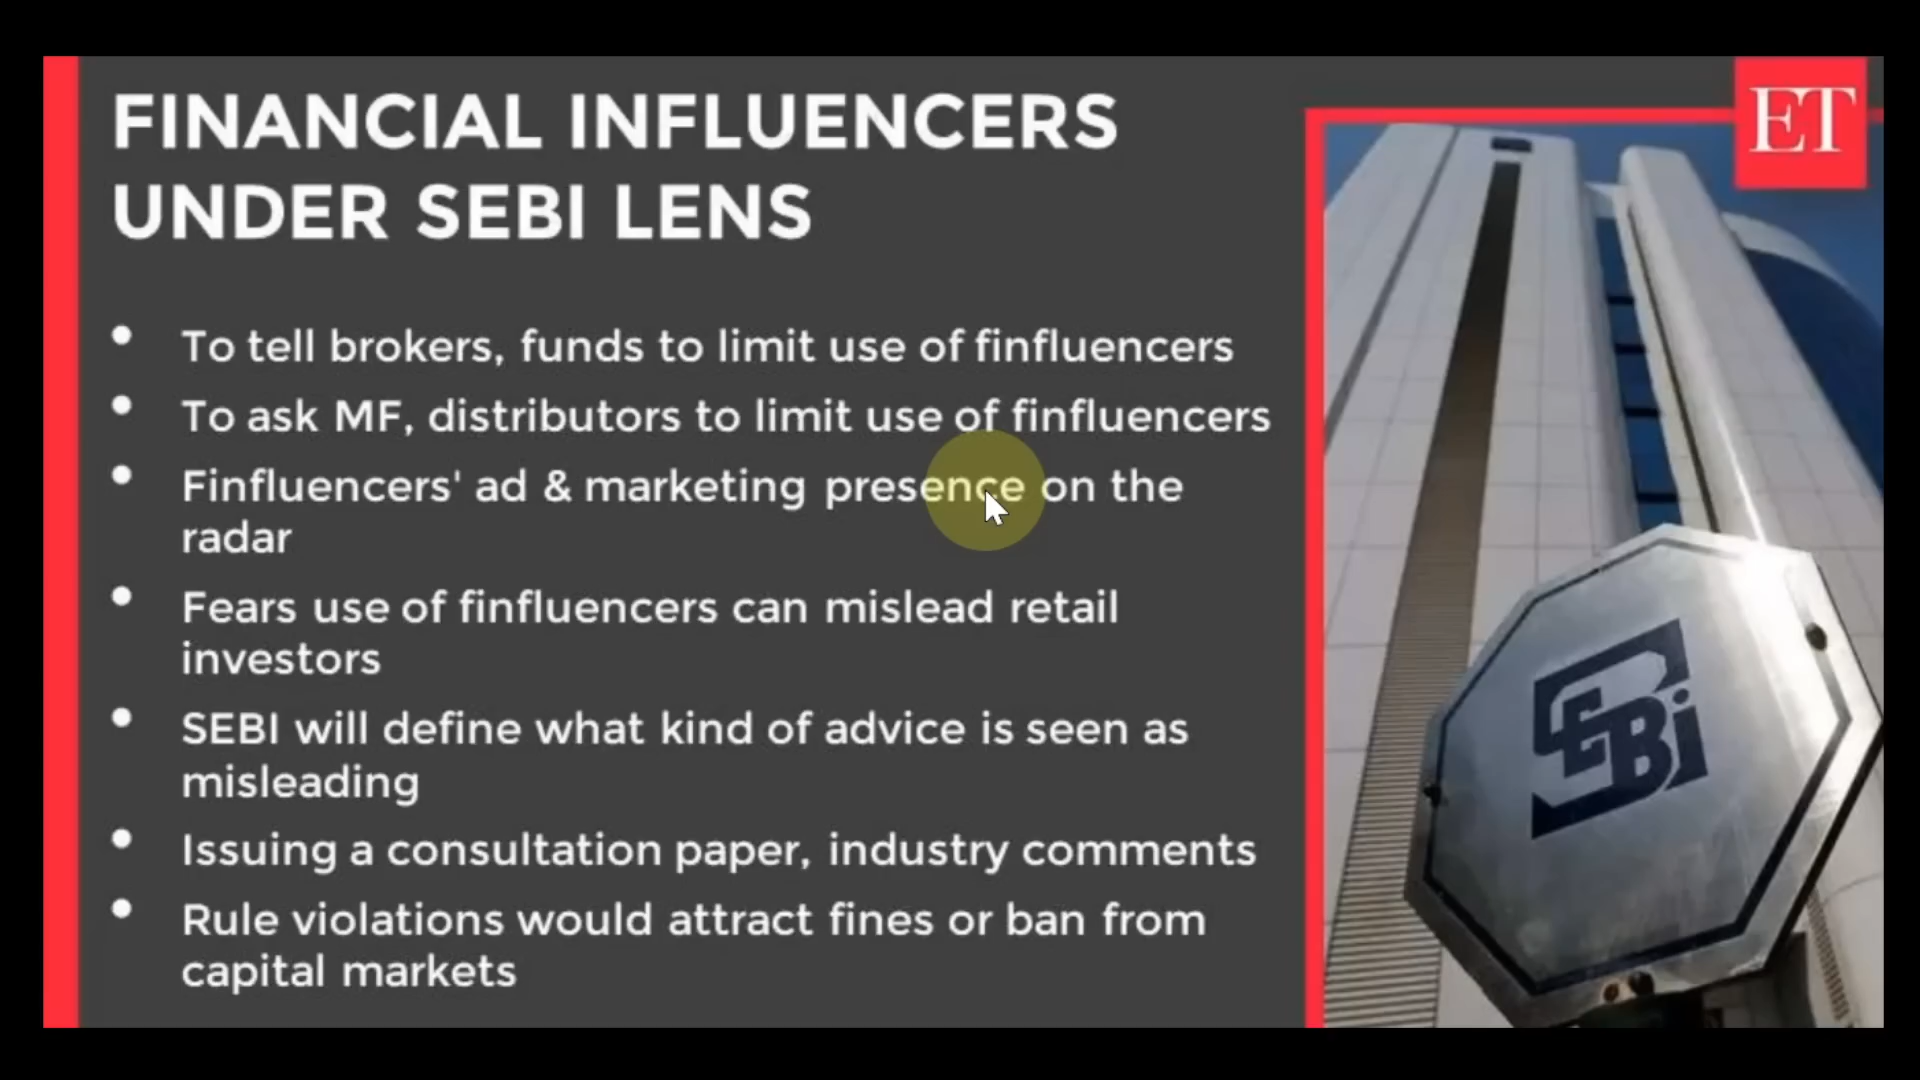 FINANCIAL INFLUENCERS
UNDER SEBI LENS
ET
• To tell brokers, funds to limit use of finfluencers
• To ask MF, distributors to limit use of finfluencers
• Finfluencers' ad & marketing presence on the
radar
• Fears use of finfluencers can mislead retail
investors
• SEBI will define what kind of advice is seen as
misleading
• Issuing a consultation paper, industry comments
• Rule violations would attract fines or ban from
capital markets
SEBi